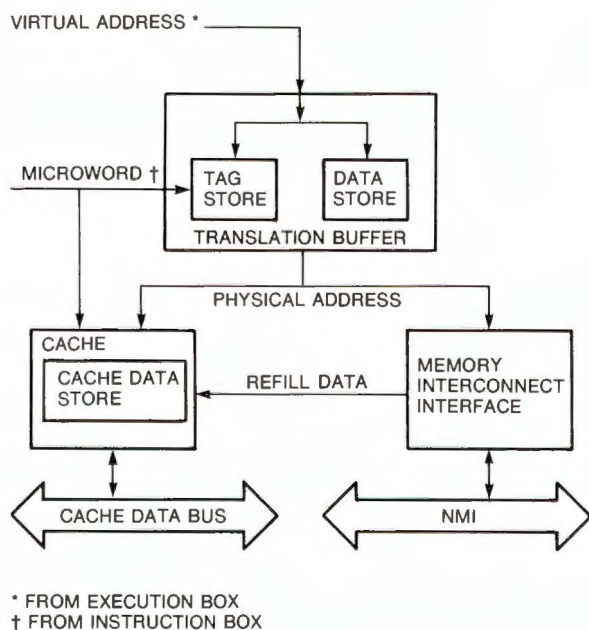 VIRTUAL ADDRESS *
MICROWORD †
TAG
STORE
DATA
STORE
TRANSLATION BUFFER
PHYSICAL ADDRESS
CACHE
CACHE DATA
STORE
REFILL DATA
MEMORY
INTERCONNECT
INTERFACE
CACHE DATA BUS
NMI
* FROM EXECUTION BOX
† FROM INSTRUCTION BOX